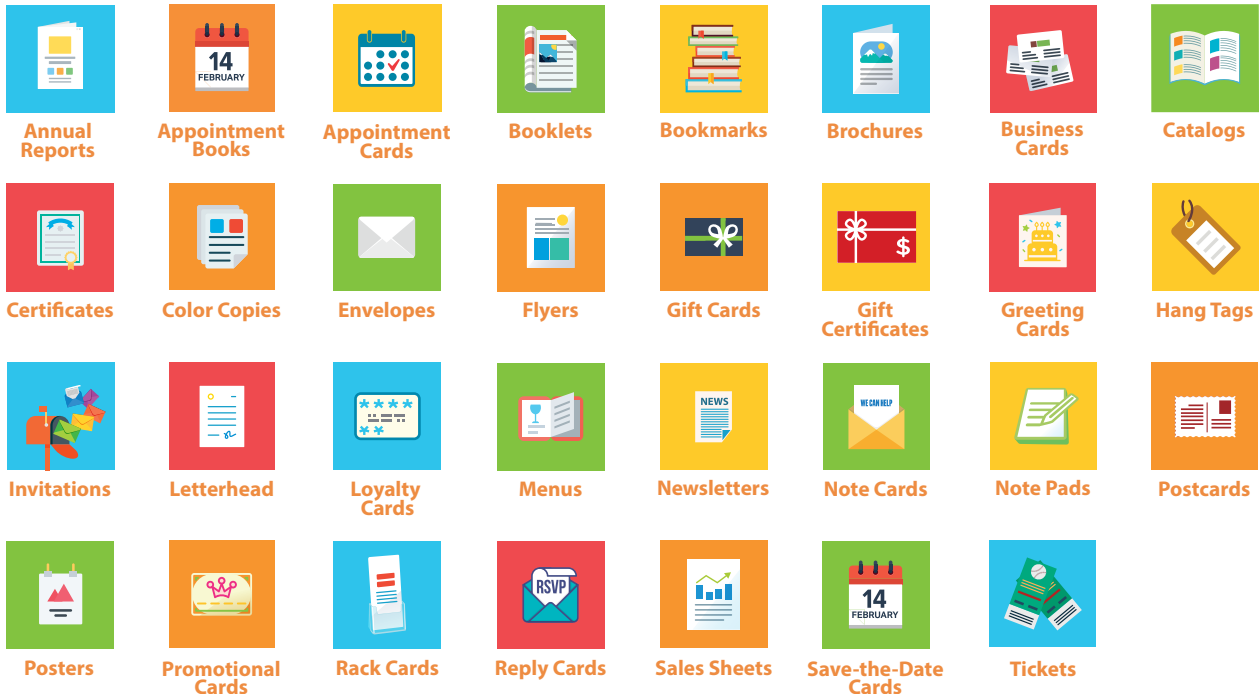 14
FEBRUARY
Annual
Reports
Appointment
Books
Appointment
Cards
Booklets
Bookmarks
Brochures
Business
Cards
Catalogs
$
Certificates
Color Copies
Envelopes
Flyers
Gift Cards
Gift
Certificates
Greeting
Cards
Hang Tags
NEWS
WE CAN HELP
Invitations
Letterhead
Loyalty
Cards
Menus
Newsletters
Note Cards
Note Pads
Postcards
RSVP
14
FEBRUARY
Posters
Promotional
Cards
Rack Cards
Reply Cards
Sales Sheets
Save-the-Date
Cards
Tickets